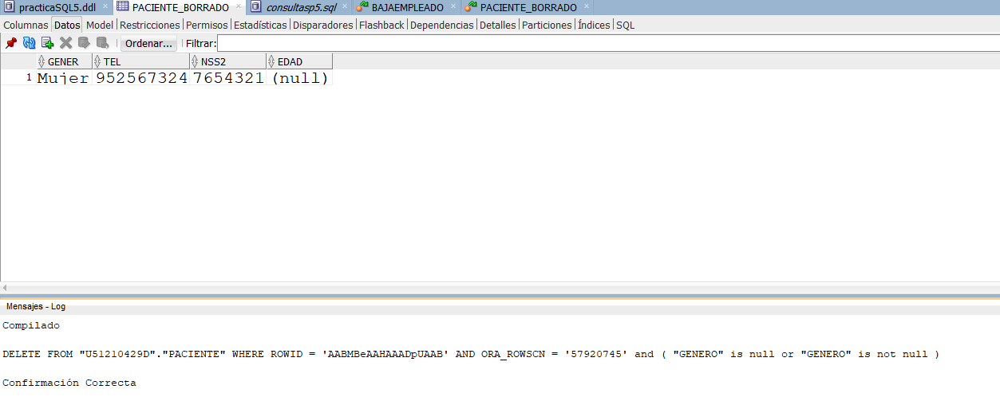 practicaSQL5.ddl PACIENTE_BORRADO consultasp5.sql BAJAEMPLEADO PACIENTE_BORRADO
Columnas Datos Model Restricciones Permisos Estadísticas Disparadores Flashback Dependencias Detalles Particiones Índices SQL
Ordenar... Filtrar:
GENER TEL NSS2 EDAD
1 Mujer 952567324 7654321 (null)
Mensajes - Log
Compilado
DELETE FROM "U51210429D"."PACIENTE" WHERE ROWID = 'AABMBeAAHAAADpUAAB' AND ORA_ROWSCN = '57920745' and ( "GENERO" is null or "GENERO" is not null )
Confirmación Correcta